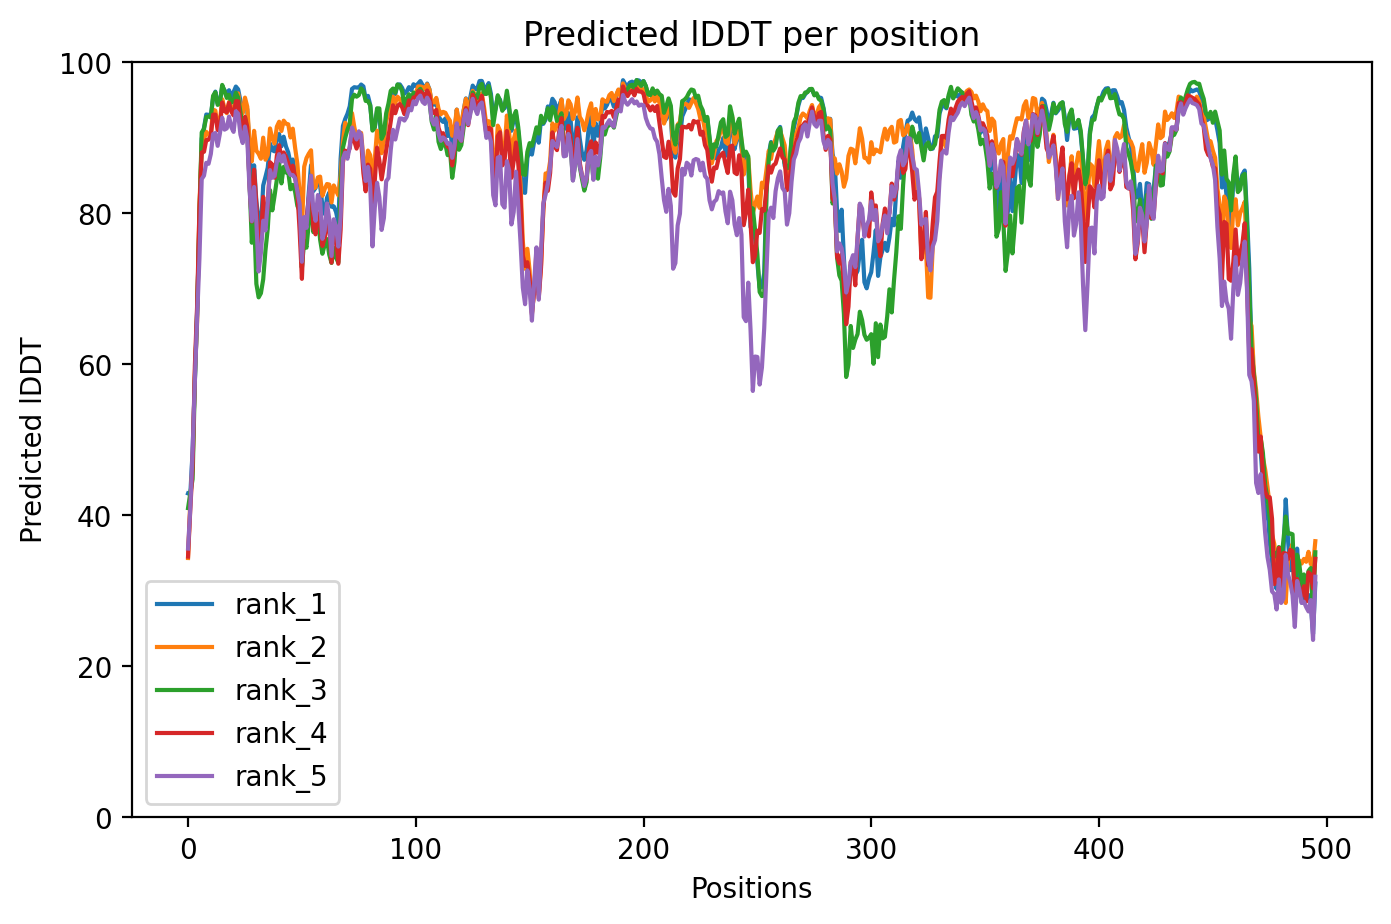 Predicted lDDT per position
100
80
60
40
20
0
Predicted lDDT
rank_1
rank_2
rank_3
rank_4
rank_5
0 100 200 300 400 500
Positions